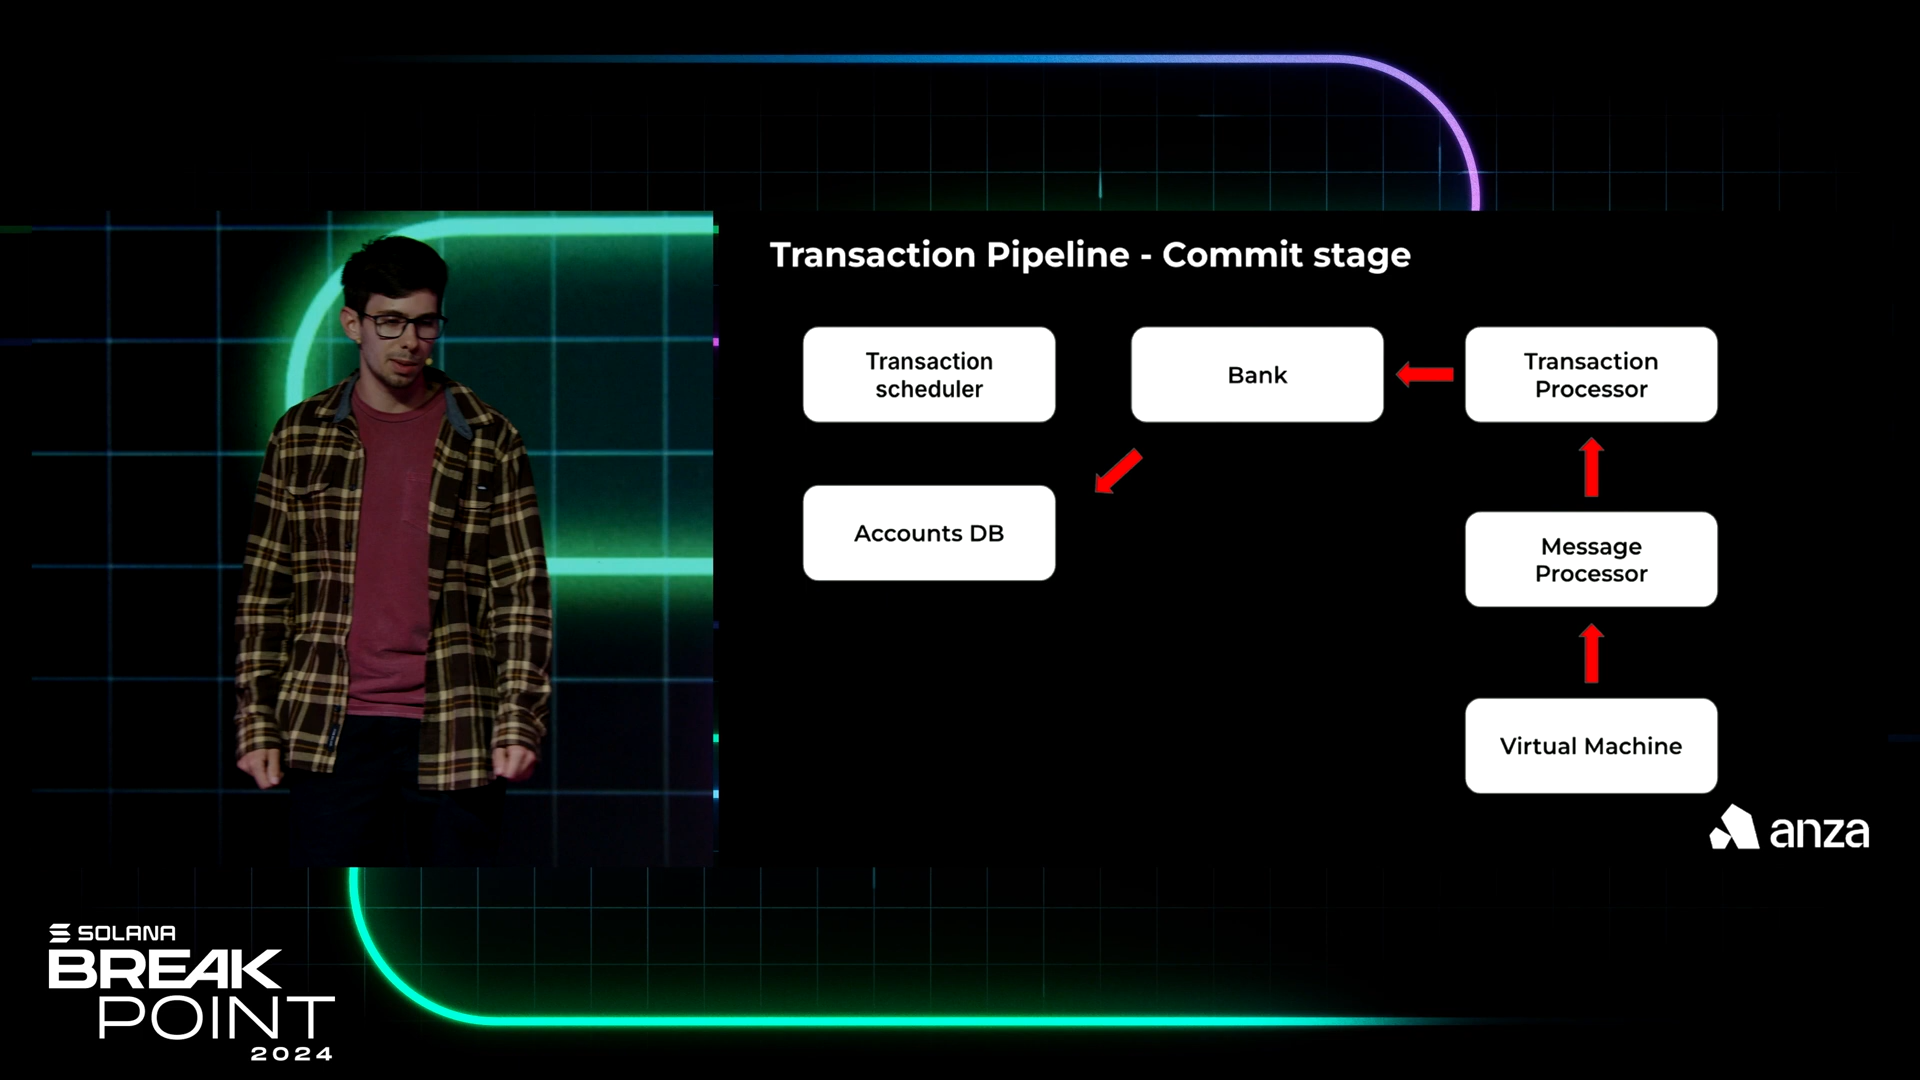 Transaction Pipeline - Commit stage
Transaction
scheduler
Bank
Transaction
Processor
Accounts DB
Message
Processor
Virtual Machine
anza
SOLANA
BREAK
POINT
2024